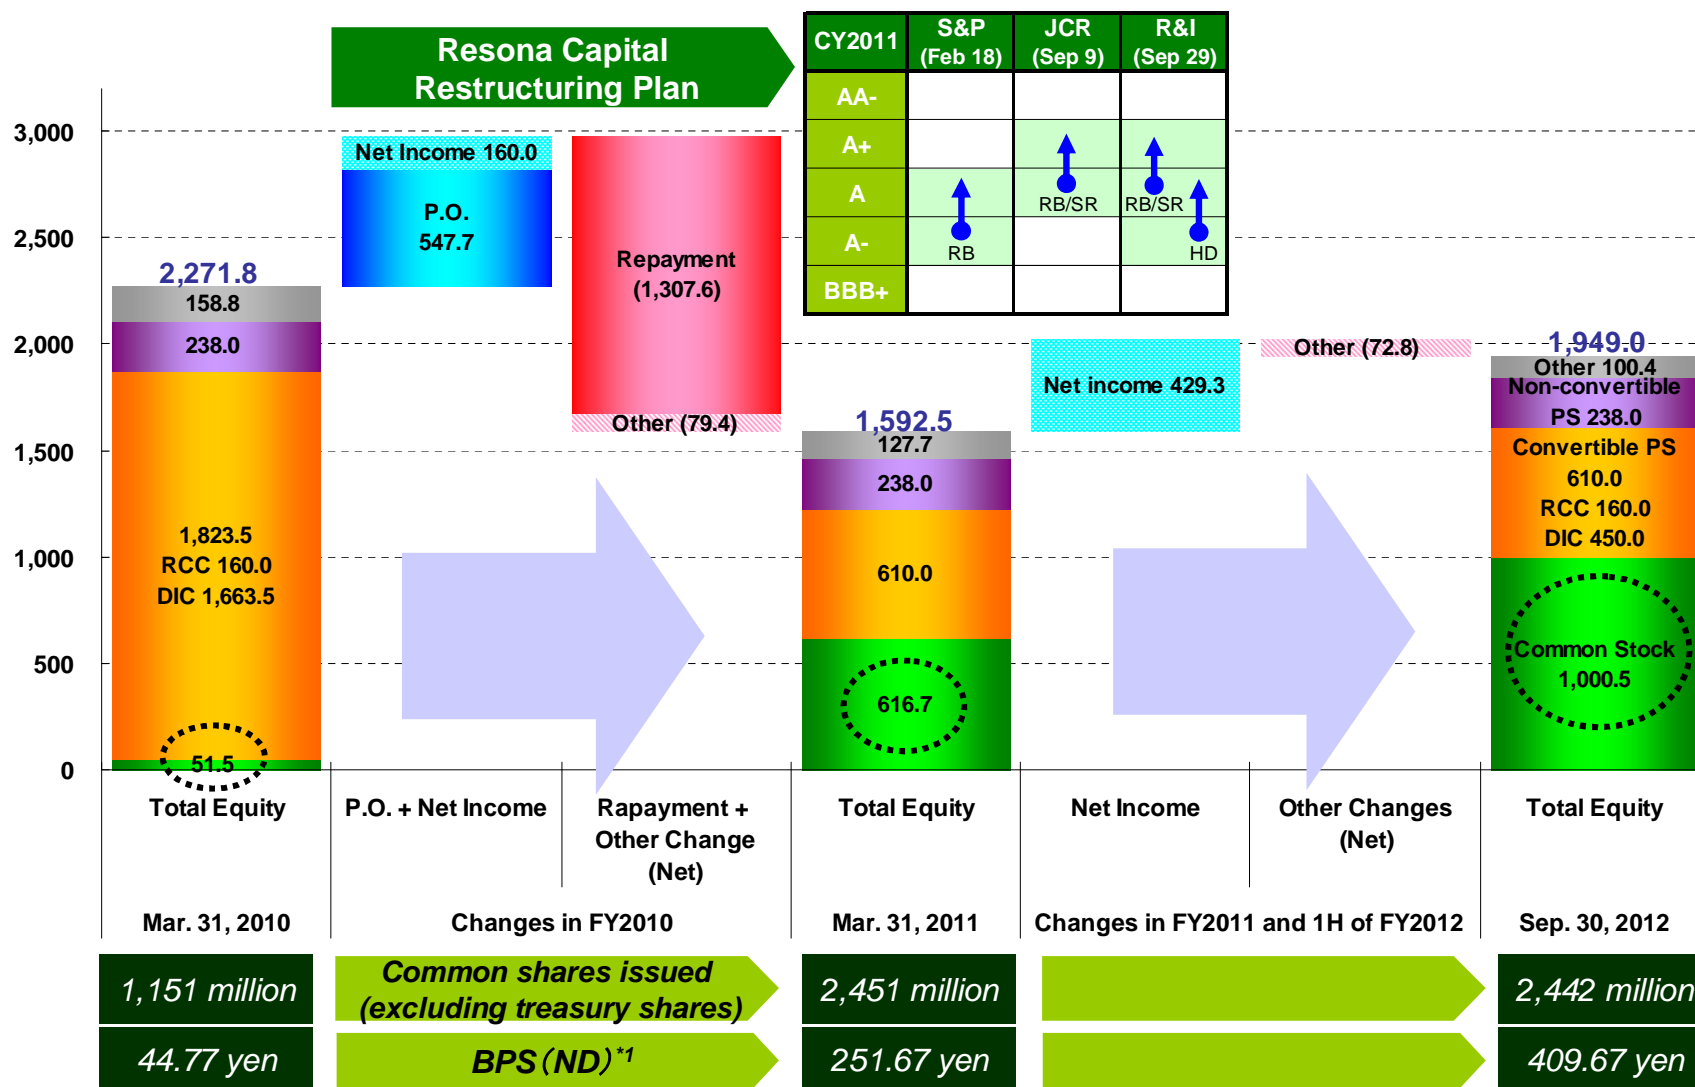 Resona Capital
Restructuring Plan
CY2011
S&P
(Feb 18)
JCR
(Sep 9)
R&I
(Sep 29)
AA-
A+
A
RB/SR
RB/SR
A-
RB
HD
BBB+
3,000
2,500
2,000
1,500
1,000
500
0
2,271.8
158.8
238.0
1,823.5
RCC 160.0
DIC 1,663.5
51.5
Net Income 160.0
P.O.
547.7
Repayment
(1,307.6)
Other (79.4)
1,592.5
127.7
238.0
610.0
616.7
Net income 429.3
Other (72.8)
1,949.0
Other 100.4
Non-convertible
PS 238.0
Convertible PS
610.0
RCC 160.0
DIC 450.0
Common Stock
1,000.5
Total Equity
P.O. + Net Income
Rapayment +
Other Change
(Net)
Total Equity
Net Income
Other Changes
(Net)
Total Equity
Mar. 31, 2010
Changes in FY2010
Mar. 31, 2011
Changes in FY2011 and 1H of FY2012
Sep. 30, 2012
1,151 million
Common shares issued
(excluding treasury shares)
2,451 million
2,442 million
44.77 yen
BPS（ND）*1
251.67 yen
409.67 yen